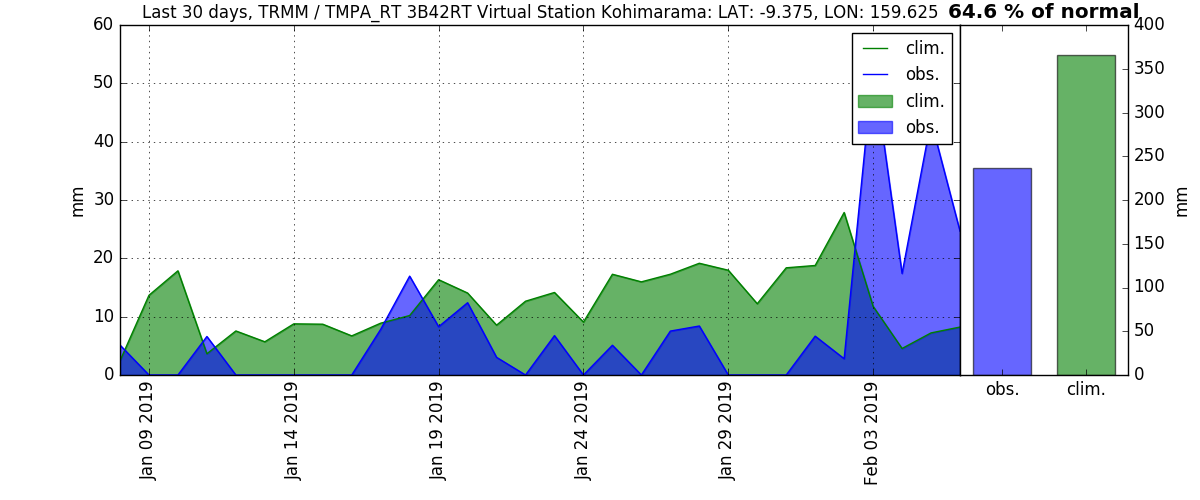 Last 30 days, TRMM / TMPA_RT 3B42RT Virtual Station Kohimarama: LAT: -9.375, LON: 159.625
64.6 % of normal
60
50
40
30
20
10
0
mm
clim.
obs.
clim.
obs.
Jan 09 2019
Jan 14 2019
Jan 19 2019
Jan 24 2019
Jan 29 2019
Feb 03 2019
400
350
300
250
200
150
100
50
0
mm
obs.
clim.